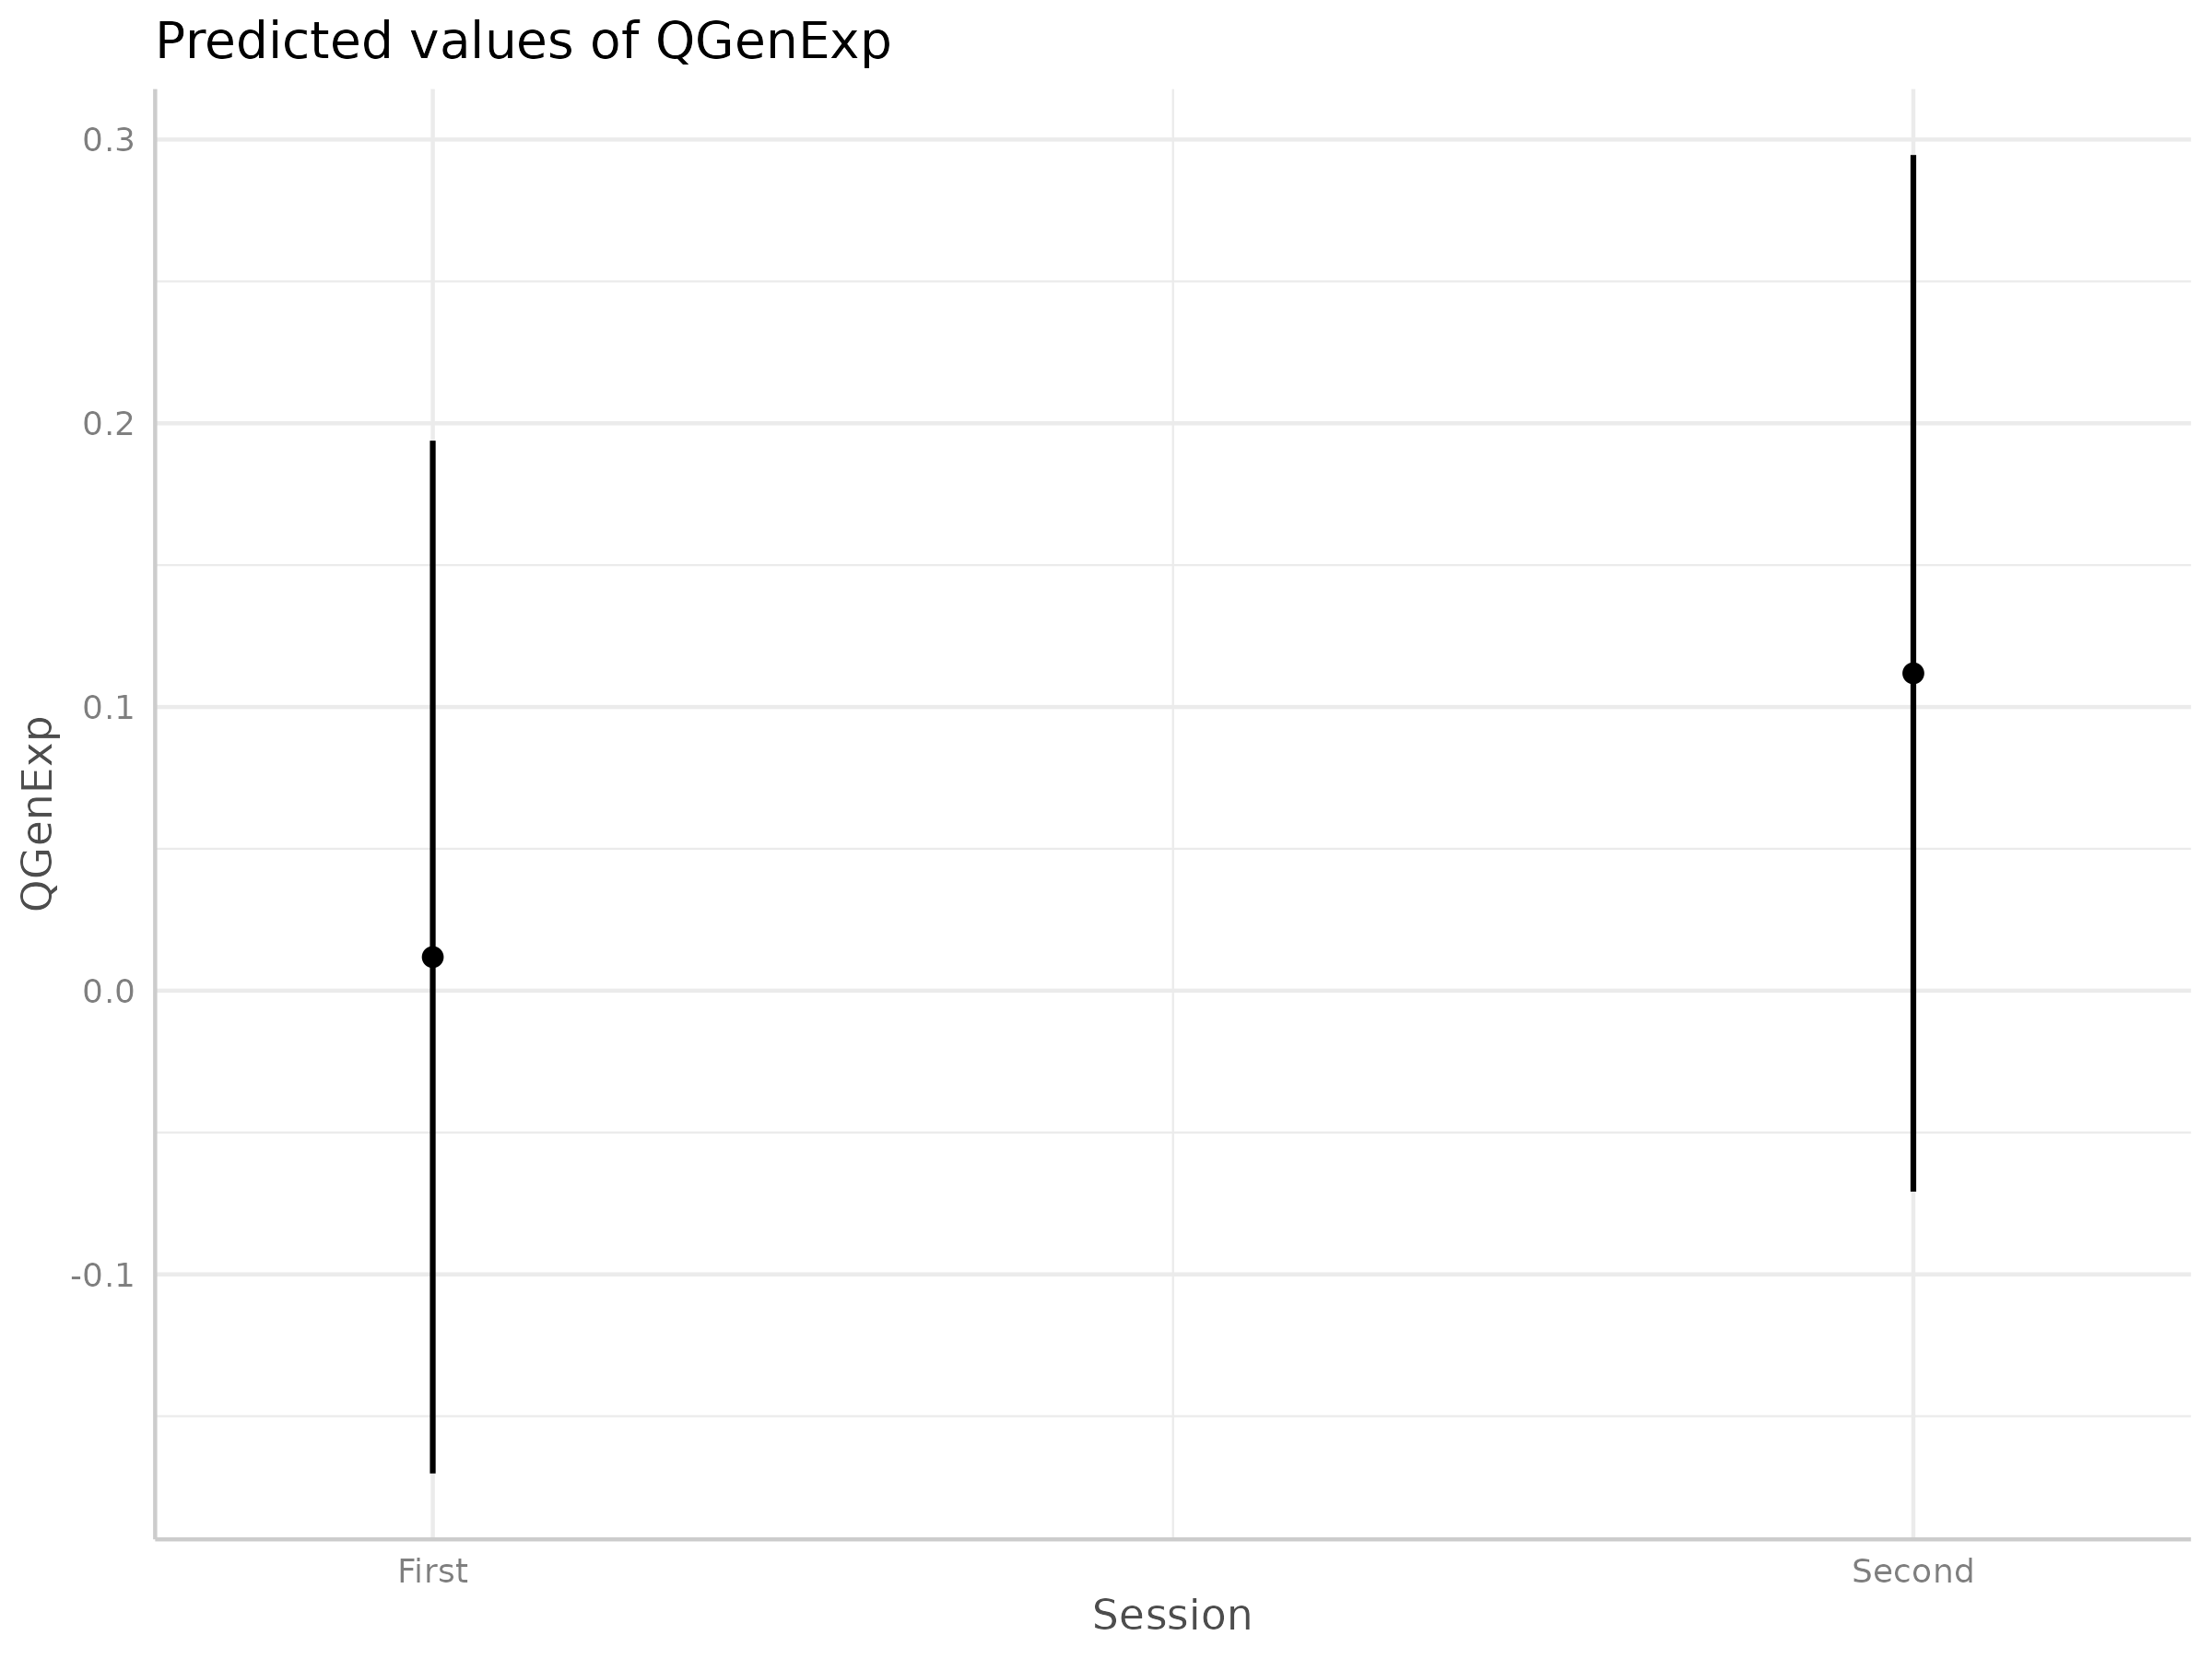 Predicted values of QGenExp
0.3
0.2
0.1
0.0
-0.1
QGenExp
First
Second
Session